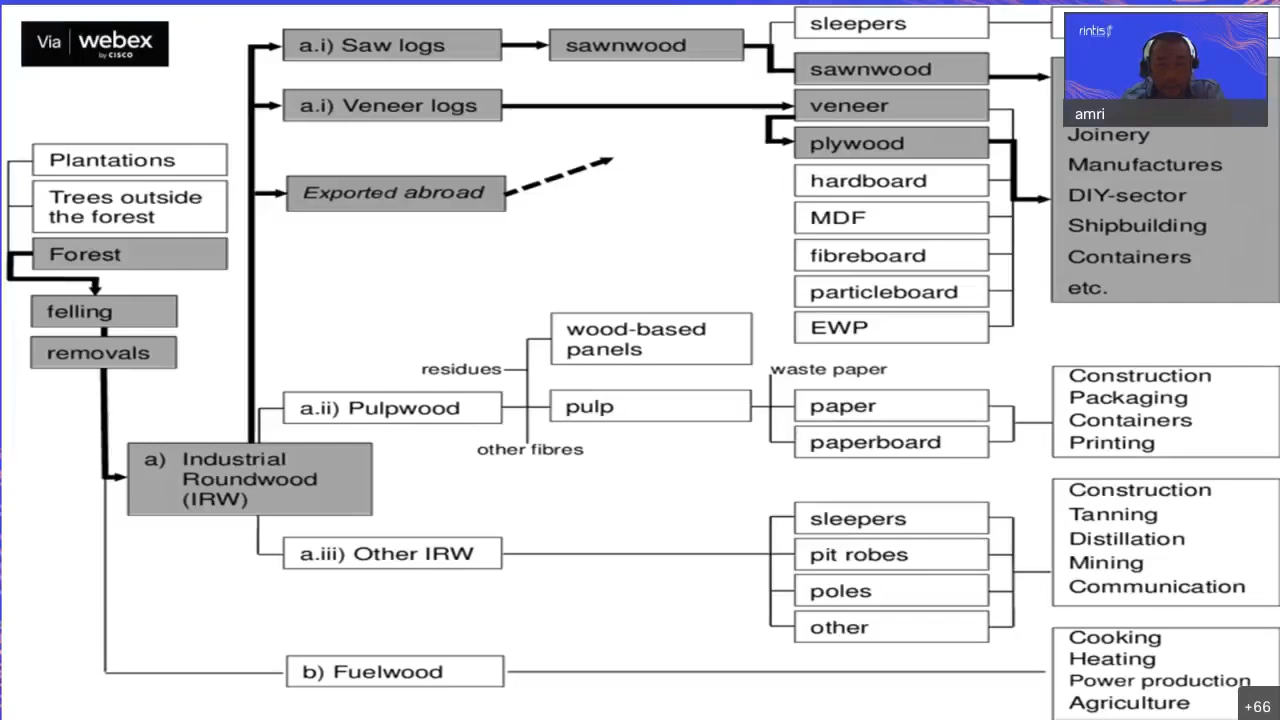 Via webex
by CISCO
rintis
amri
Plantations
Trees outside
the forest
Forest
felling
removals
a) Industrial
Roundwood
(IRW)
a.i) Saw logs
a.i) Veneer logs
Exported abroad
residues
a.ii) Pulpwood
other fibres
a.iii) Other IRW
b) Fuelwood
sawnwood
wood-based
panels
pulp
waste paper
sleepers
sawnwood
veneer
plywood
hardboard
MDF
fibreboard
particleboard
EWP
paper
paperboard
sleepers
pit robes
poles
other
Joinery
Manufactures
DIY-sector
Shipbuilding
Containers
etc.
Construction
Packaging
Containers
Printing
Construction
Tanning
Distillation
Mining
Communication
Cooking
Heating
Power production
Agriculture
+66